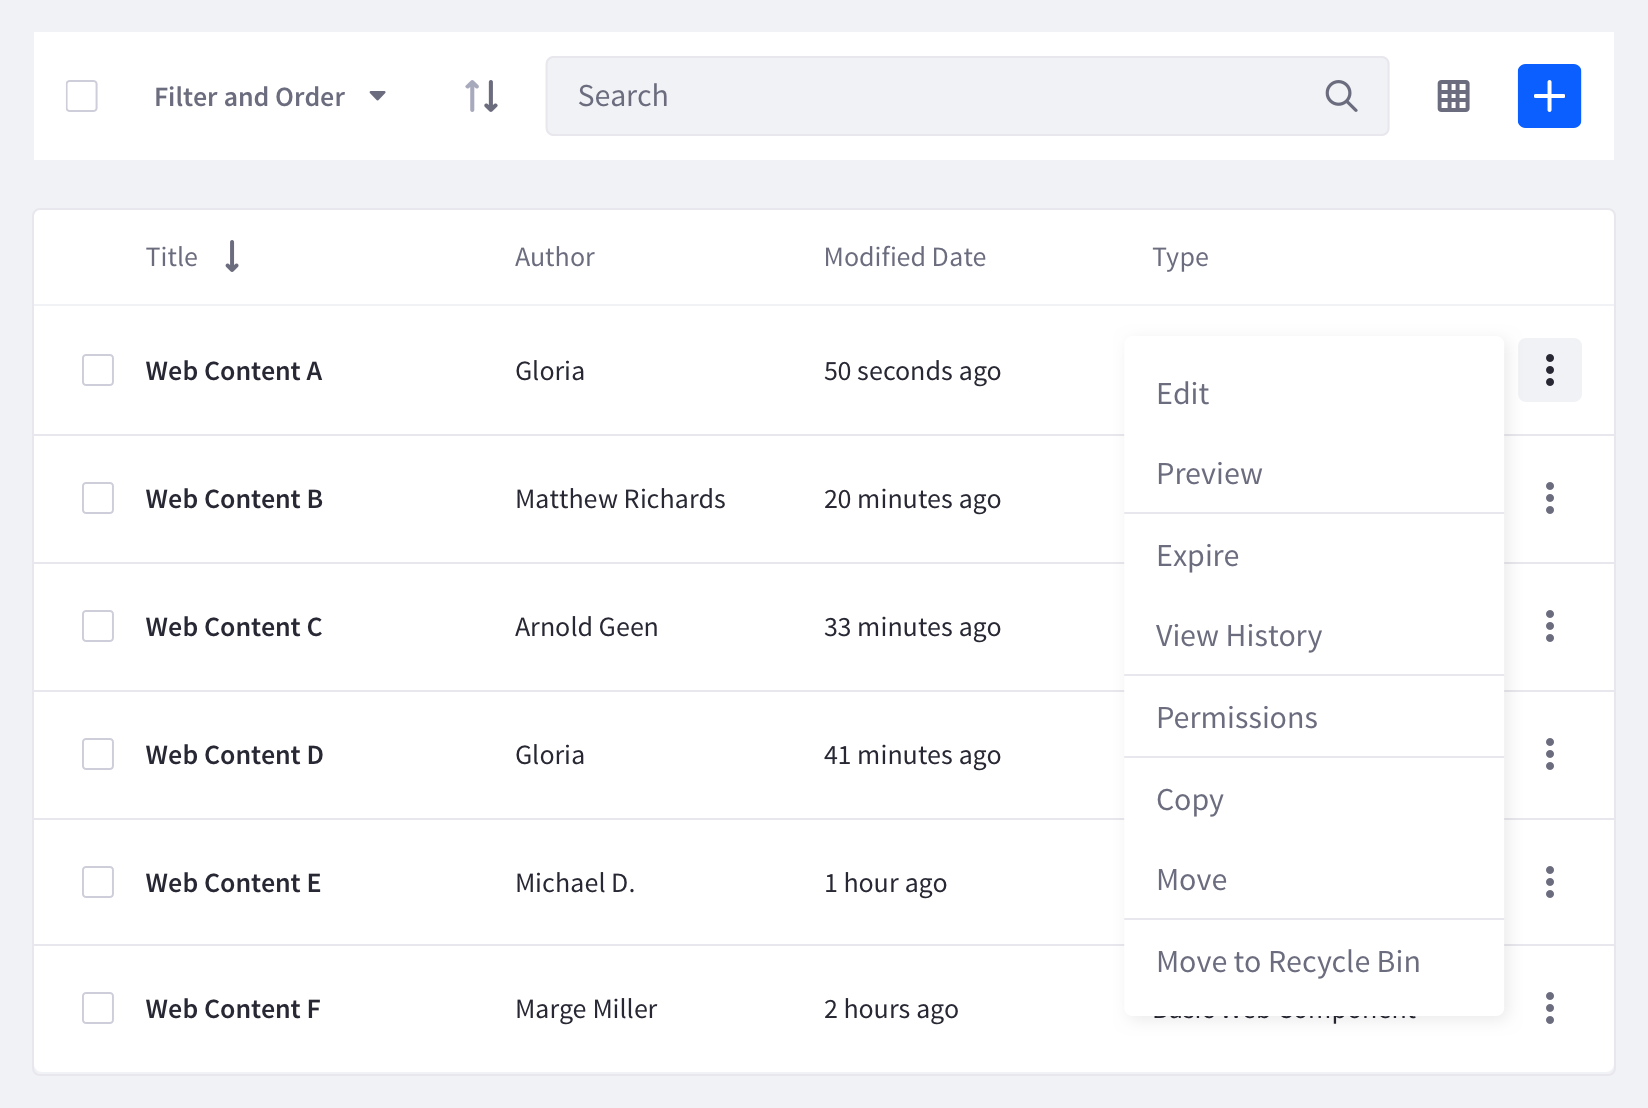 Filter and Order
Search
Title Author Modified Date Type
Web Content A Gloria 50 seconds ago
Edit
Preview
Web Content B Matthew Richards 20 minutes ago
Expire
Web Content C Arnold Geen 33 minutes ago
View History
Permissions
Web Content D Gloria 41 minutes ago
Copy
Move
Web Content E Michael D. 1 hour ago
Move to Recycle Bin
Web Content F Marge Miller 2 hours ago